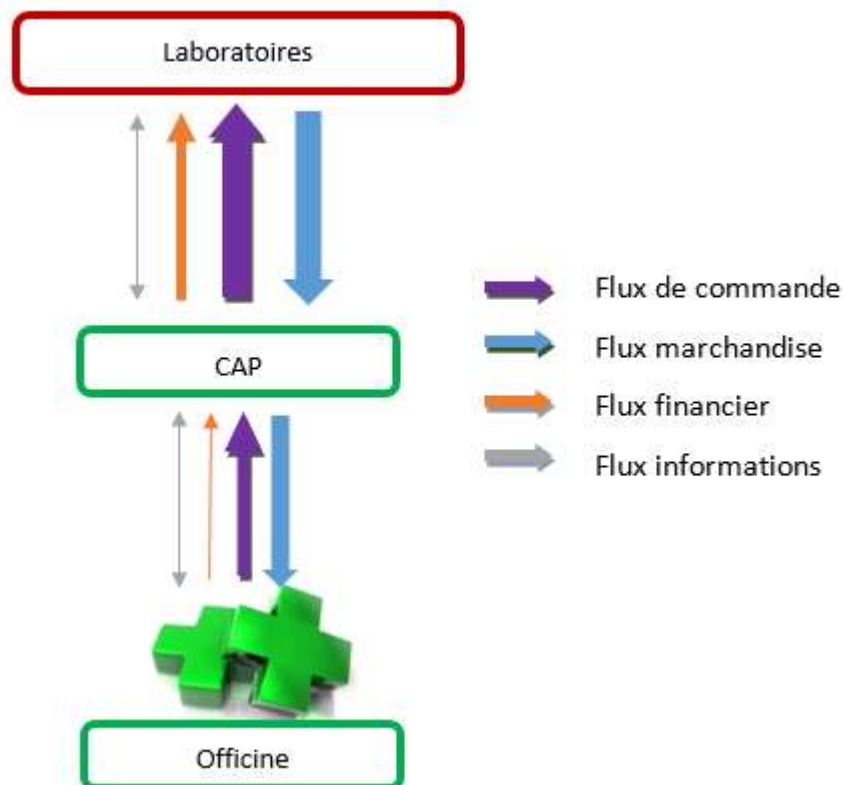 Laboratoires
Flux de commande
Flux marchandise
CAP
Flux financier
Flux informations
Officine